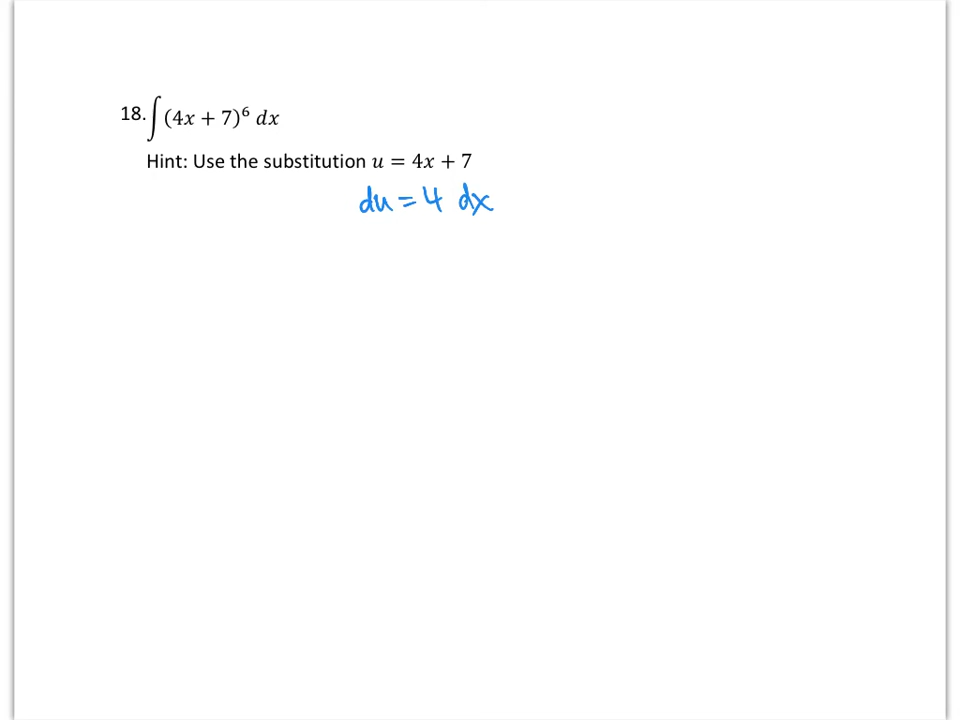 18. ∫ (4x + 7)⁶ dx
Hint: Use the substitution u = 4x + 7
du = 4 dx